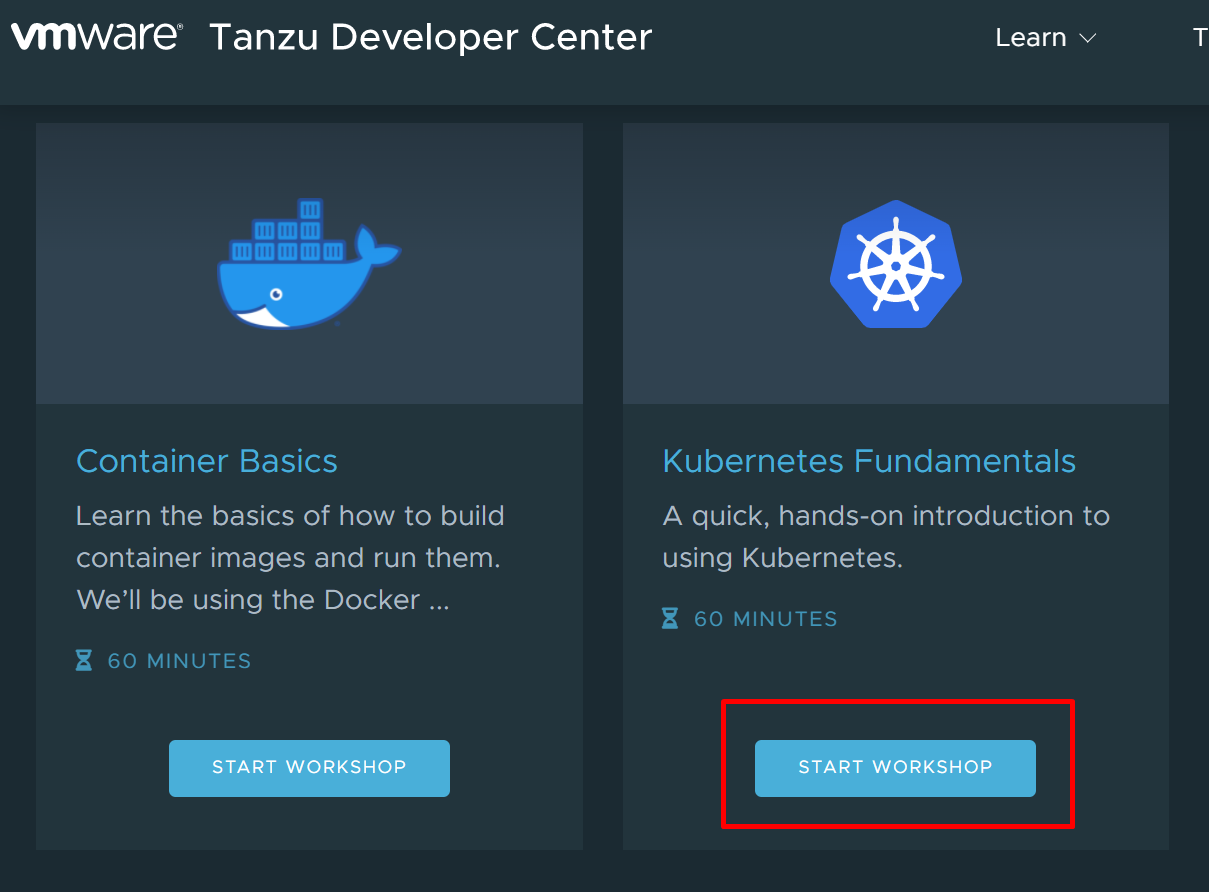 vmware® Tanzu Developer Center
Learn
T
Container Basics
Learn the basics of how to build
container images and run them.
We’ll be using the Docker ...
60 MINUTES
START WORKSHOP
Kubernetes Fundamentals
A quick, hands-on introduction to
using Kubernetes.
60 MINUTES
START WORKSHOP